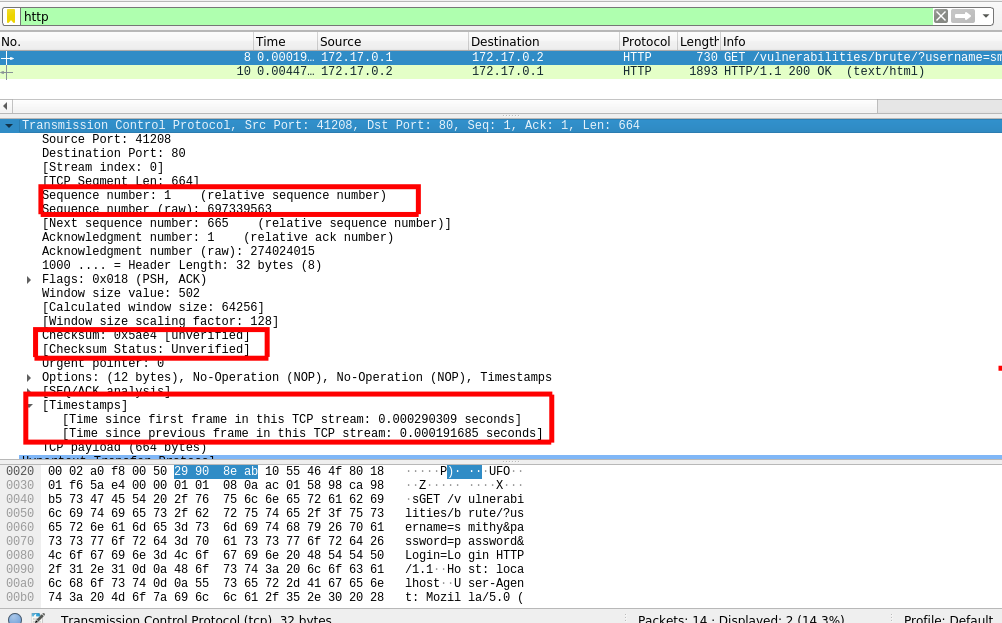 http
No. Time Source Destination Protocol Length Info
8 0.00019… 172.17.0.1 172.17.0.2 HTTP 730 GET /vulnerabilities/brute/?username=sm
10 0.00447… 172.17.0.2 172.17.0.1 HTTP 1893 HTTP/1.1 200 OK (text/html)
Transmission Control Protocol, Src Port: 41208, Dst Port: 80, Seq: 1, Ack: 1, Len: 664
Source Port: 41208
Destination Port: 80
[Stream index: 0]
[TCP Segment Len: 664]
Sequence number: 1 (relative sequence number)
Sequence number (raw): 697339563
[Next sequence number: 665 (relative sequence number)]
Acknowledgment number: 1 (relative ack number)
Acknowledgment number (raw): 274024015
1000 .... = Header Length: 32 bytes (8)
Flags: 0x018 (PSH, ACK)
Window size value: 502
[Calculated window size: 64256]
[Window size scaling factor: 128]
Checksum: 0x5ae4 [unverified]
[Checksum Status: Unverified]
Urgent pointer: 0
Options: (12 bytes), No-Operation (NOP), No-Operation (NOP), Timestamps
[SEQ/ACK analysis]
[Timestamps]
[Time since first frame in this TCP stream: 0.000290309 seconds]
[Time since previous frame in this TCP stream: 0.000191685 seconds]
TCP payload (664 bytes)
Hypertext Transfer Protocol
0020 00 02 a0 f8 00 50 29 90 8e ab 10 55 46 4f 80 18 ·····P)· ···UFO··
0030 01 f6 5a e4 00 00 01 01 08 0a ac 01 58 98 ca 98 ··Z····· ····X···
0040 b5 73 47 45 54 20 2f 76 75 6c 6e 65 72 61 62 69 ·sGET /v ulnerabi
0050 6c 69 74 69 65 73 2f 62 72 75 74 65 2f 3f 75 73 lities/b rute/?us
0060 65 72 6e 61 6d 65 3d 73 6d 69 74 68 79 26 70 61 ername=s mithy&pa
0070 73 73 77 6f 72 64 3d 70 61 73 73 77 6f 72 64 26 ssword=p assword&
0080 4c 6f 67 69 6e 3d 4c 6f 67 69 6e 20 48 54 54 50 Login=Lo gin HTTP
0090 2f 31 2e 31 0d 0a 48 6f 73 74 3a 20 6c 6f 63 61 /1.1··Ho st: loca
00a0 6c 68 6f 73 74 0d 0a 55 73 65 72 2d 41 67 65 6e lhost··U ser-Agen
00b0 74 3a 20 4d 6f 7a 69 6c 6c 61 2f 35 2e 30 20 28 t: Mozil la/5.0 (
Transmission Control Protocol (tcp), 32 bytes Packets: 14 · Displayed: 2 (14.3%) Profile: Default